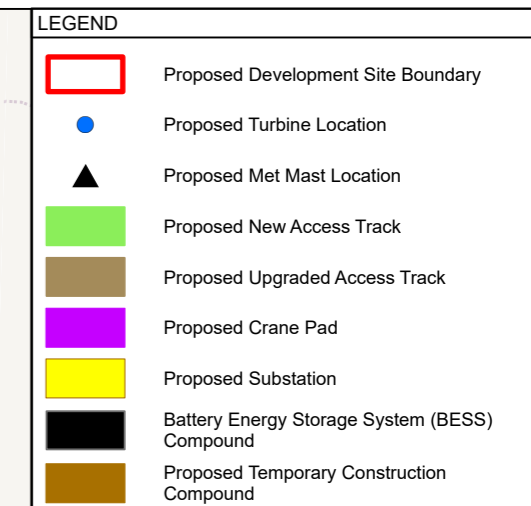 LEGEND
Proposed Development Site Boundary
Proposed Turbine Location
Proposed Met Mast Location
Proposed New Access Track
Proposed Upgraded Access Track
Proposed Crane Pad
Proposed Substation
Battery Energy Storage System (BESS)
Compound
Proposed Temporary Construction
Compound